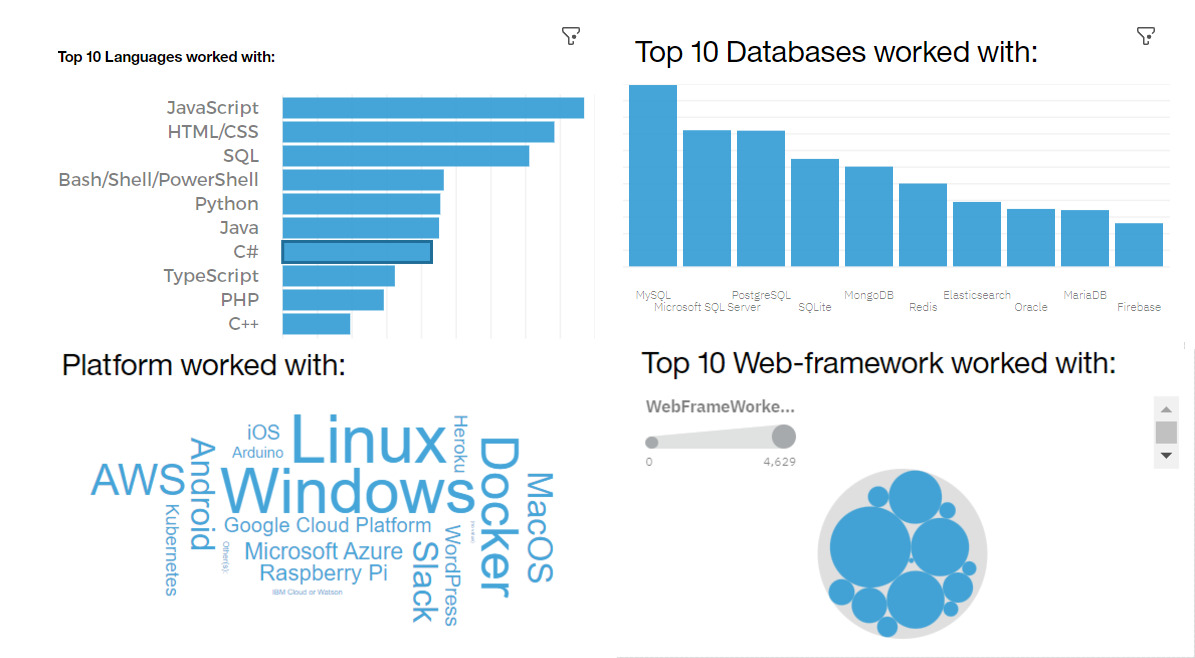 Top 10 Languages worked with:
JavaScript
HTML/CSS
SQL
Bash/Shell/PowerShell
Python
Java
C#
TypeScript
PHP
C++
Top 10 Databases worked with:
MySQL
Microsoft SQL Server
PostgreSQL
SQLite
MongoDB
Redis
Elasticsearch
Oracle
MariaDB
Firebase
Platform worked with:
iOS
Arduino
Linux
Heroku
AWS
Android
Windows
Docker
MacOS
Kubernetes
Google Cloud Platform
Other(s):
Microsoft Azure
Raspberry Pi
Slack
WordPress
IBM Cloud or Watson
Top 10 Web-framework worked with:
WebFrameWorke...
0
4,629